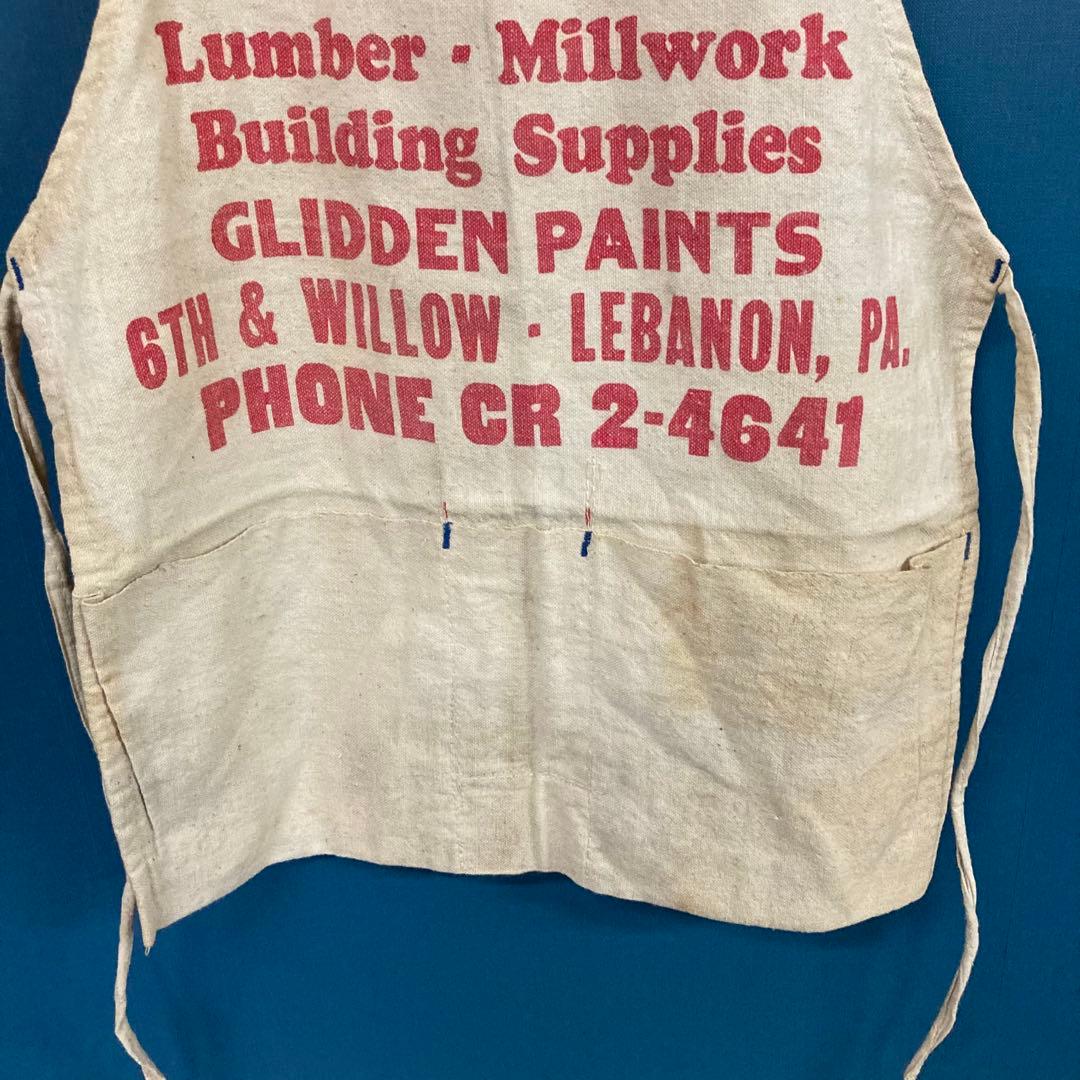 Lumber · Millwork
Building Supplies
GLIDDEN PAINTS
6TH & WILLOW · LEBANON, PA.
PHONE CR 2-4641